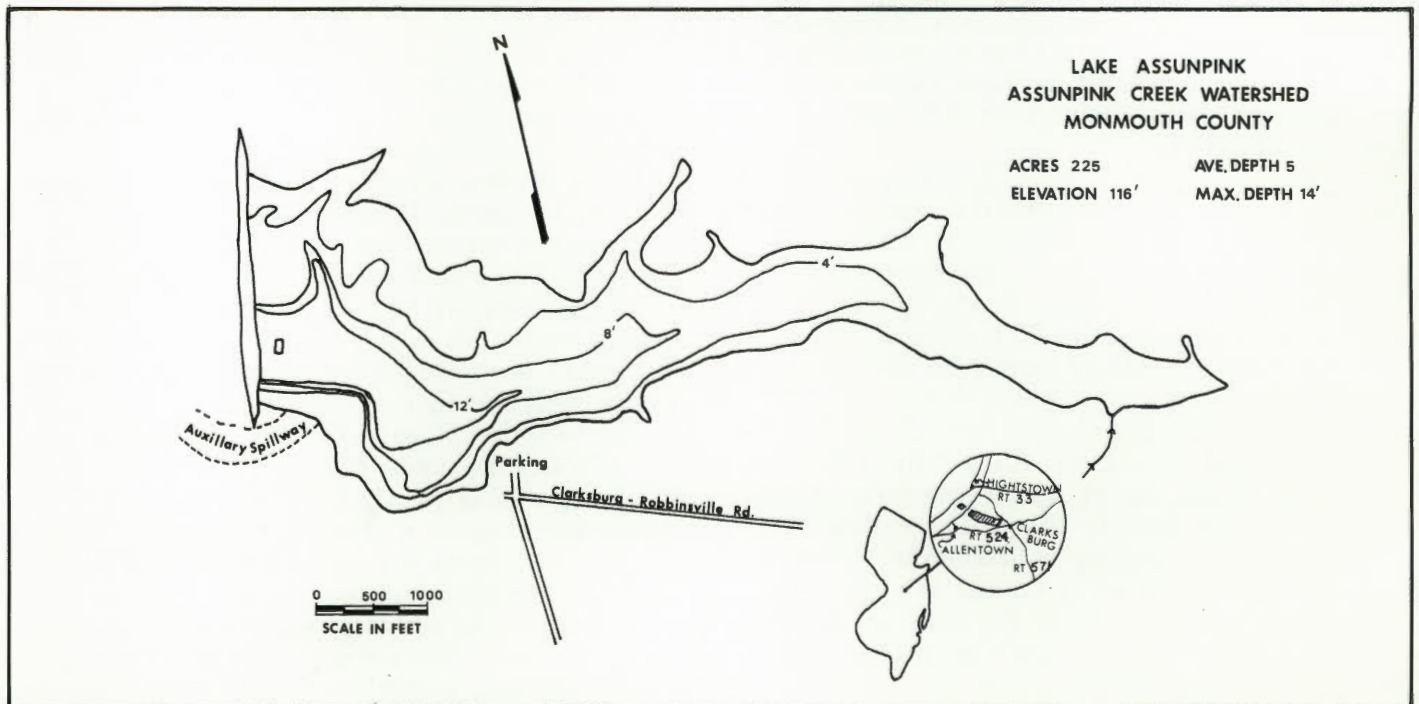 N
LAKE ASSUNPINK
ASSUNPINK CREEK WATERSHED
MONMOUTH COUNTY
ACRES 225 AVE. DEPTH 5
ELEVATION 116' MAX. DEPTH 14'
4'
8'
12'
Auxillary Spillway
Parking
Clarksburg - Robbinsville Rd.
HIGHTSTOWN
RT 33
CLARKS
BURG
RT 524
ALLENTOWN
RT 571
0 500 1000
SCALE IN FEET